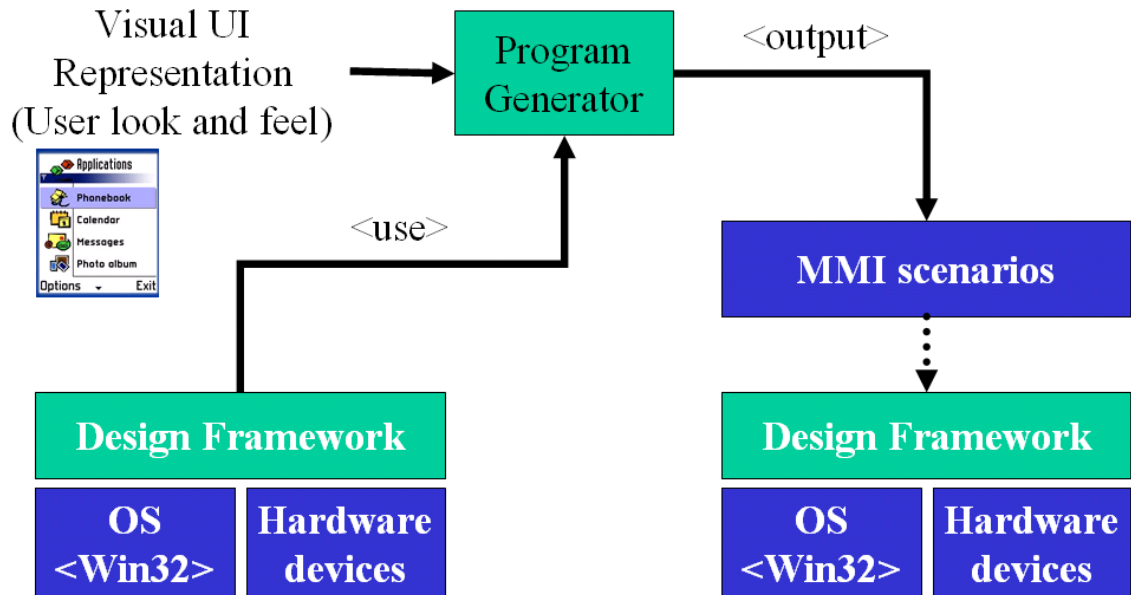 Visual UI
Representation
(User look and feel)
Program
Generator
<output>
Applications
Phonebook
Calendar
Messages
Photo album
Options
Exit
<use>
MMI scenarios
Design Framework
OS
<Win32>
Hardware
devices
Design Framework
OS
<Win32>
Hardware
devices